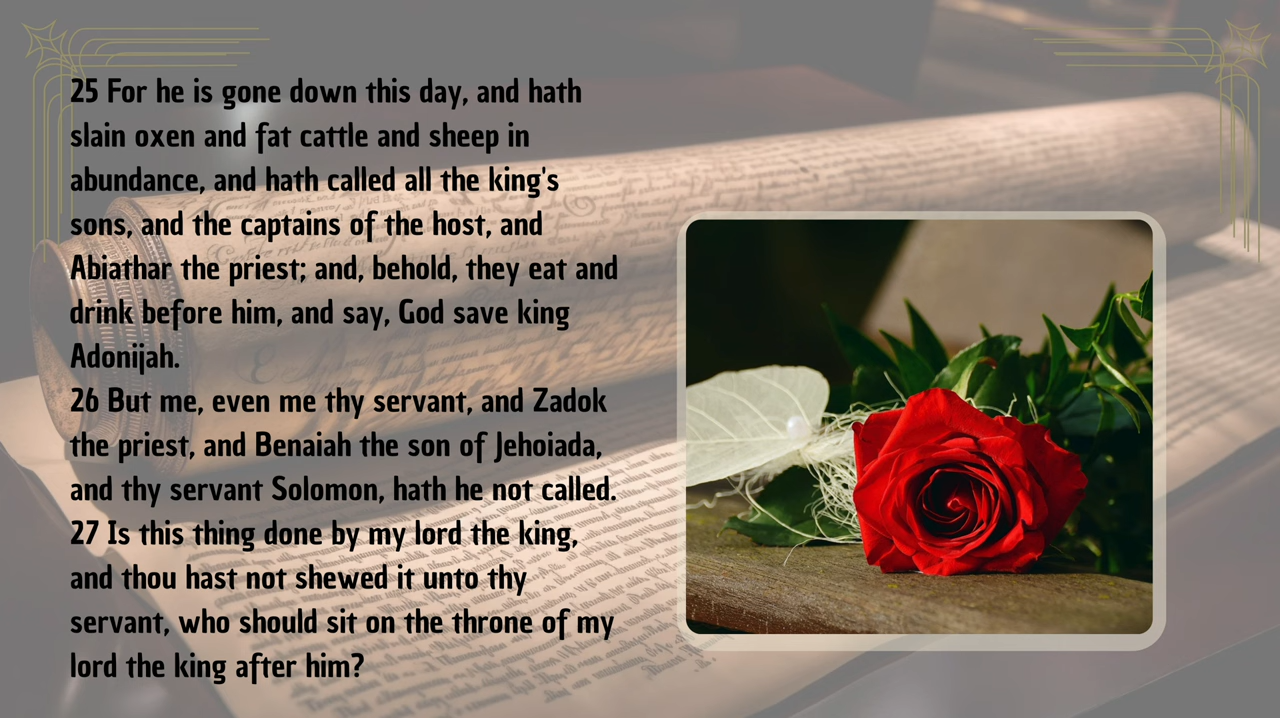 25 For he is gone down this day, and hath
slain oxen and fat cattle and sheep in
abundance, and hath called all the king's
sons, and the captains of the host, and
Abiathar the priest; and, behold, they eat and
drink before him, and say, God save king
Adonijah.
26 But me, even me thy servant, and Zadok
the priest, and Benaiah the son of Jehoiada,
and thy servant Solomon, hath he not called.
27 Is this thing done by my lord the king,
and thou hast not shewed it unto thy
servant, who should sit on the throne of my
lord the king after him?